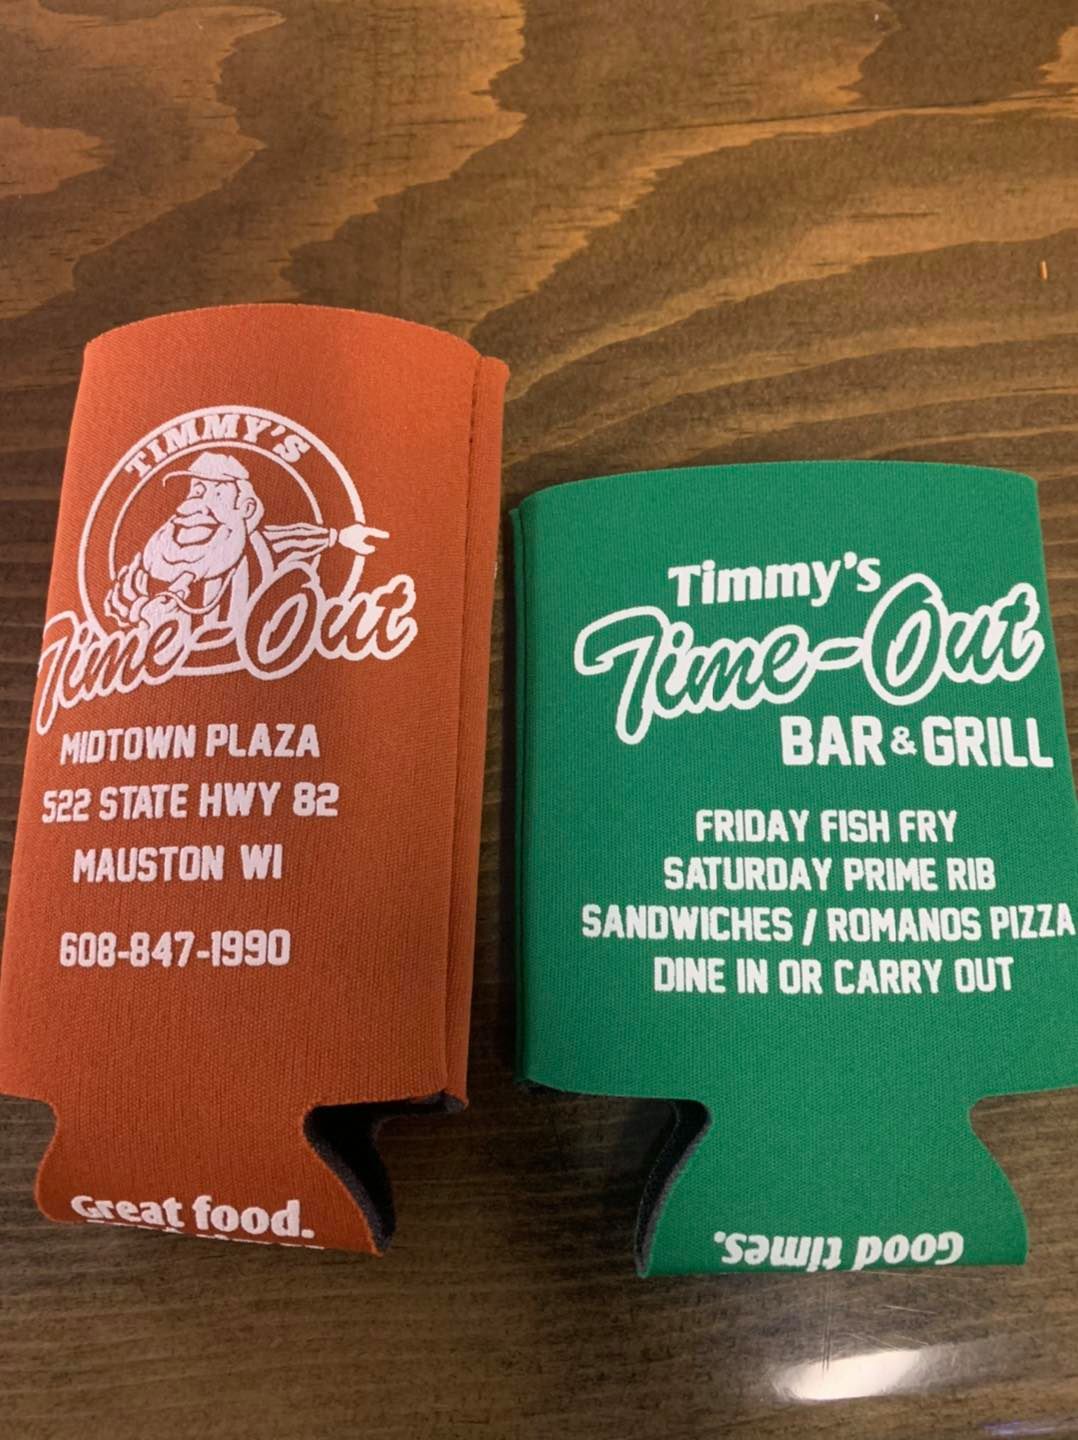 TIMMY'S
Time-Out
MIDTOWN PLAZA
522 STATE HWY 82
MAUSTON WI
608-847-1990
Great food.
Timmy's
Time-Out
BAR & GRILL
FRIDAY FISH FRY
SATURDAY PRIME RIB
SANDWICHES / ROMANOS PIZZA
DINE IN OR CARRY OUT
Good times.